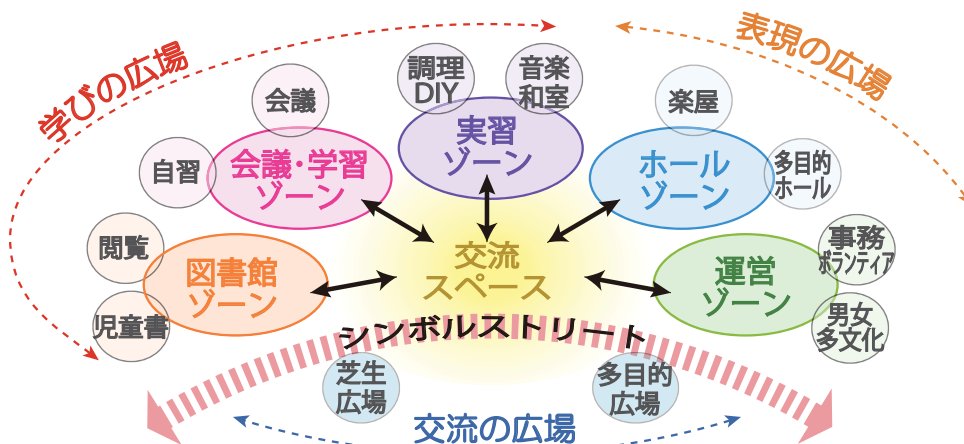 学びの広場
表現の広場
調理
DIY
音楽
和室
会議
楽屋
実習
ゾーン
自習
会議・学習
ゾーン
ホール
ゾーン
多目的
ホール
閲覧
図書館
ゾーン
児童書
交流
スペース
運営
ゾーン
事務
ボランティア
男女
多文化
シンボルストリート
芝生
広場
多目的
広場
交流の広場